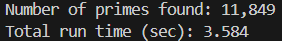 Number of primes found: 11,849
Total run time (sec): 3.584